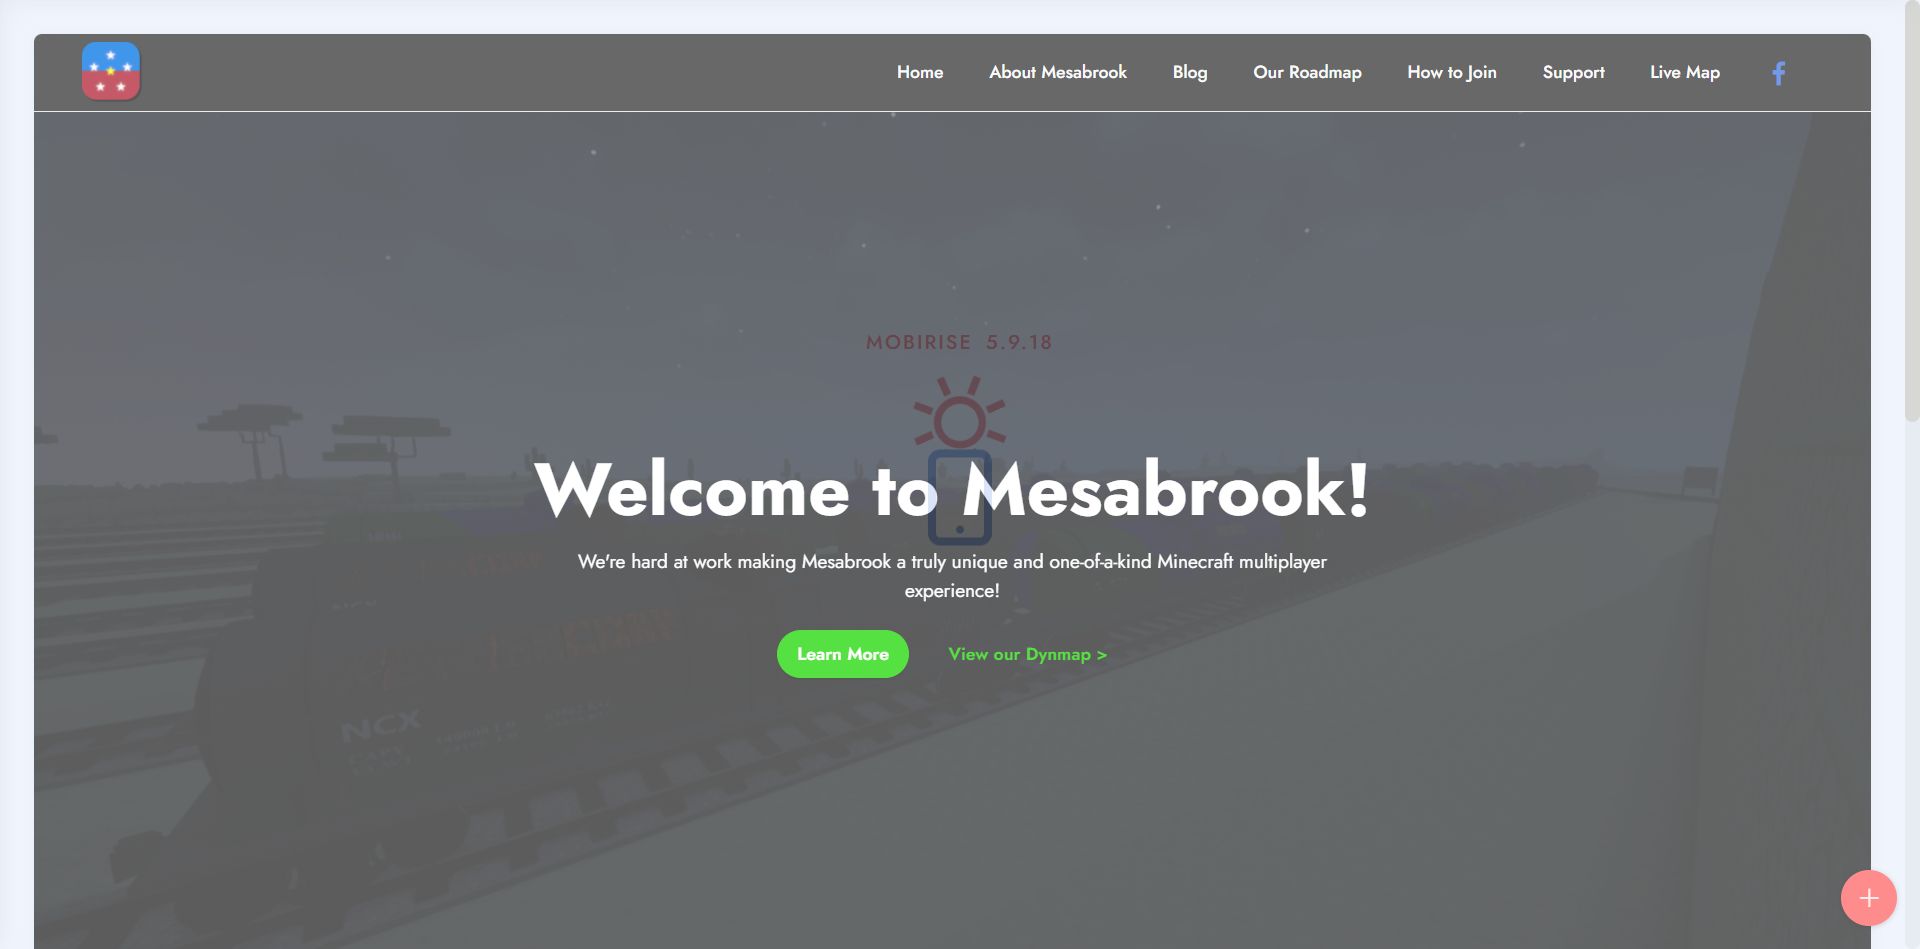 Home About Mesabrook Blog Our Roadmap How to Join Support Live Map
MOBIRISE 5.9.18
Welcome to Mesabrook!
We're hard at work making Mesabrook a truly unique and one-of-a-kind Minecraft multiplayer
experience!
Learn More View our Dynmap >
NCX